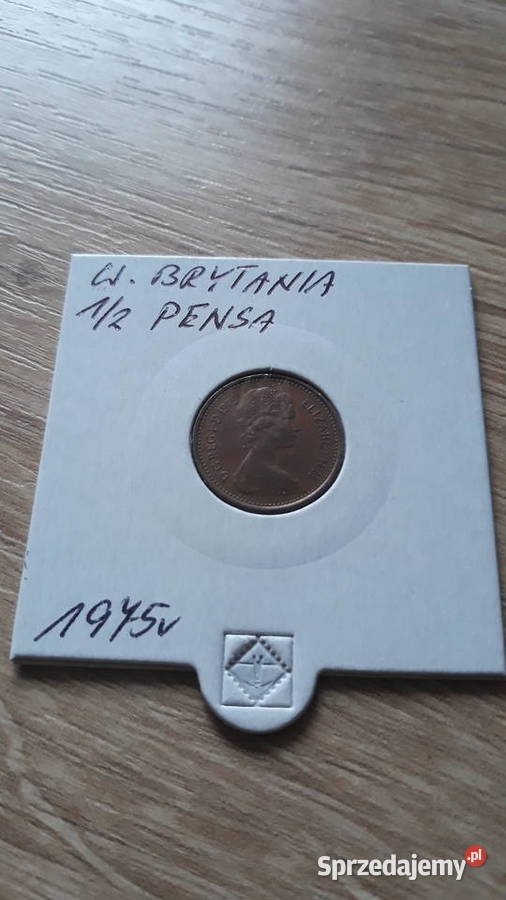 W. BRYTANIA
1/2 PENSA
1975r
Sprzedajemy.pl